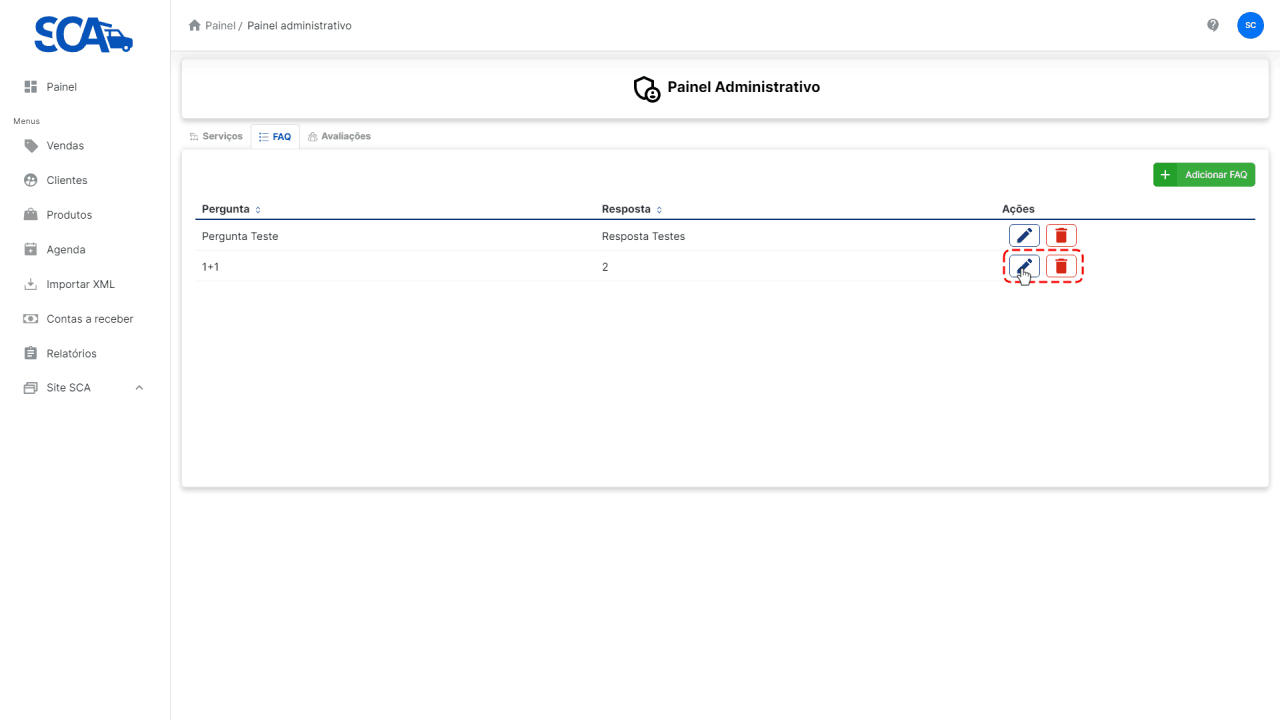 SCA
Painel / Painel administrativo
SC
Painel
Painel Administrativo
Menus
Serviços FAQ Avaliações
Vendas
Adicionar FAQ
Clientes
Produtos
Pergunta Resposta Ações
Pergunta Teste Resposta Testes
Agenda
1+1 2
Importar XML
Contas a receber
Relatórios
Site SCA